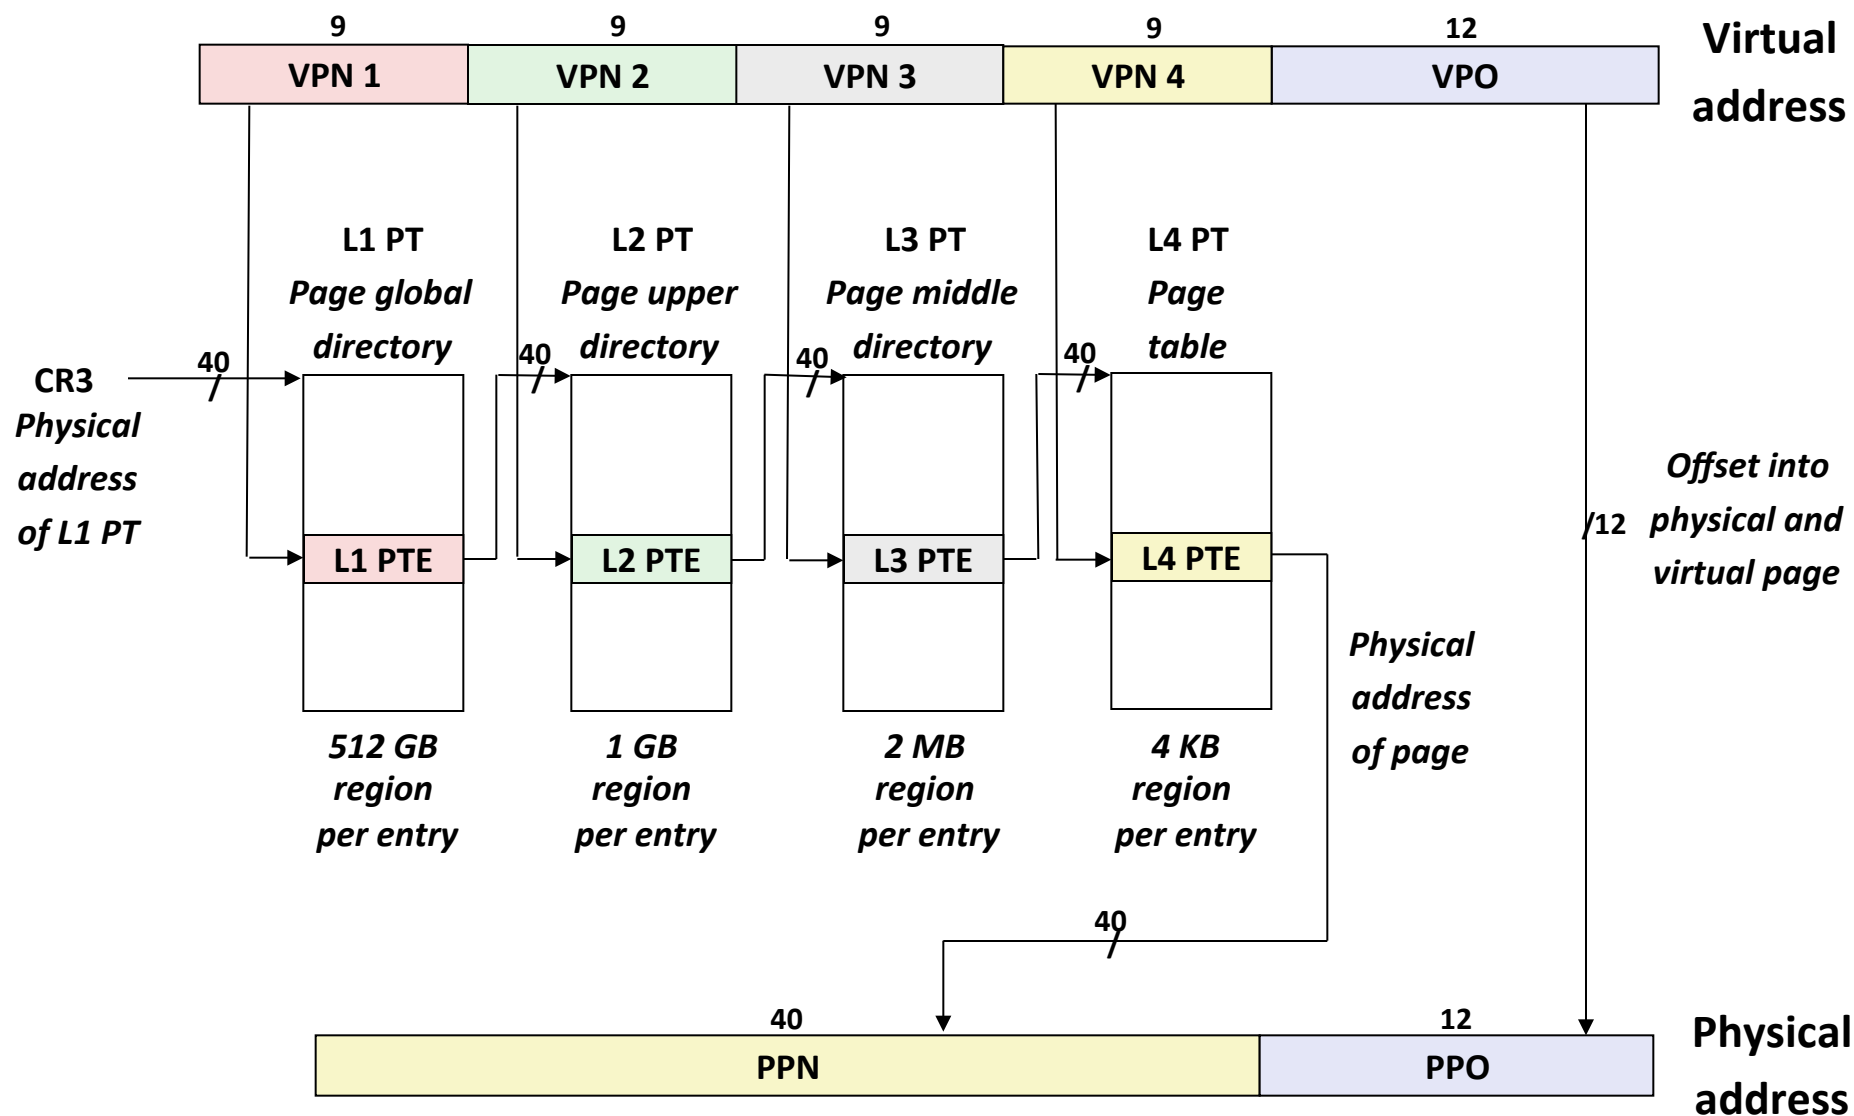 9 9 9 9 12
VPN 1 VPN 2 VPN 3 VPN 4 VPO
Virtual
address
L1 PT
Page global
directory
L2 PT
Page upper
directory
L3 PT
Page middle
directory
L4 PT
Page
table
CR3
Physical
address
of L1 PT
40
40
40
40
L1 PTE
L2 PTE
L3 PTE
L4 PTE
/12
Offset into
physical and
virtual page
512 GB
region
per entry
1 GB
region
per entry
2 MB
region
per entry
4 KB
region
per entry
Physical
address
of page
40
40 12
PPN PPO
Physical
address